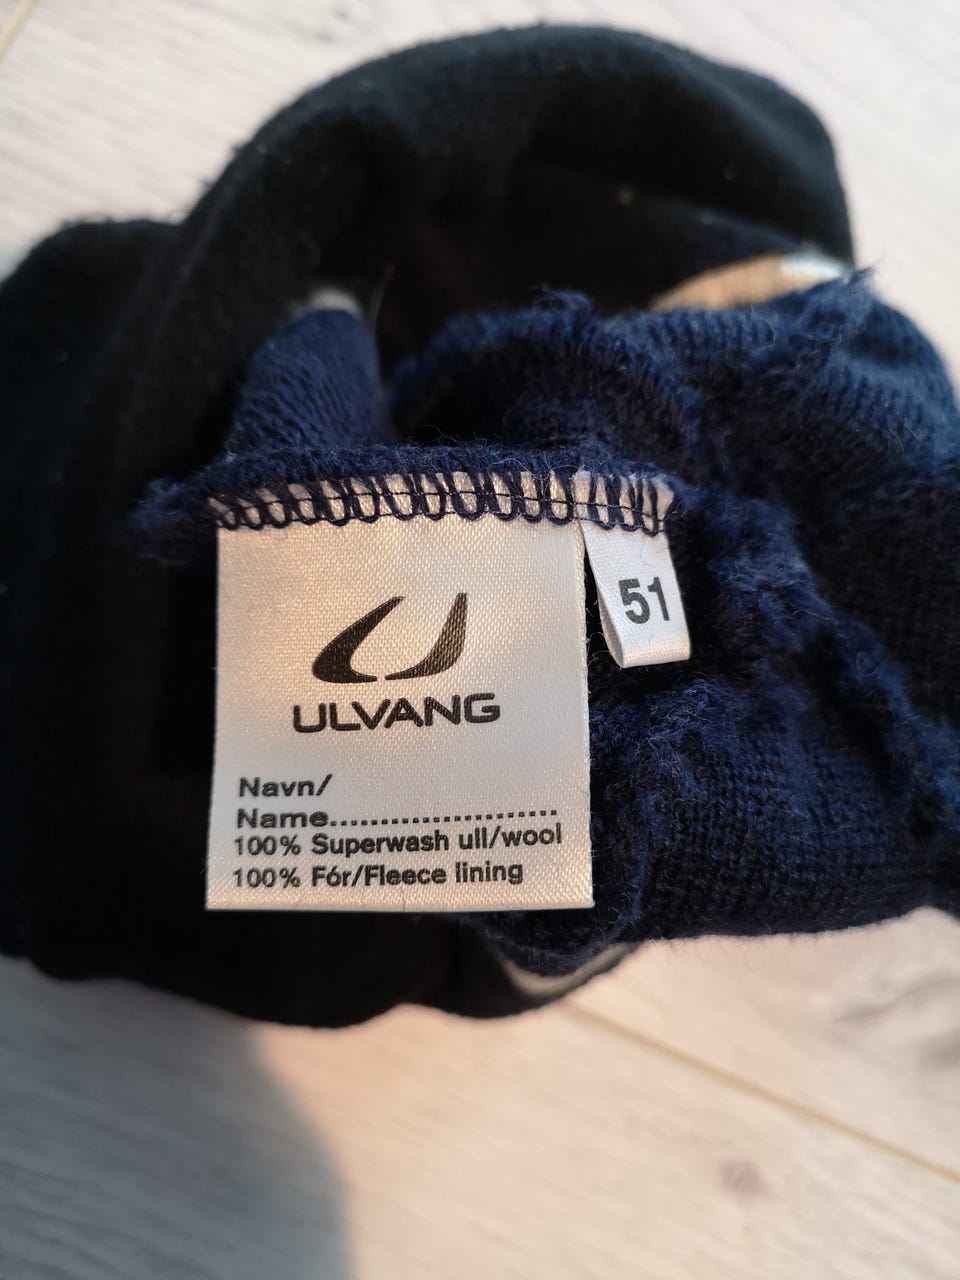 51
ULVANG
Navn/
Name......................
100% Superwash ull/wool
100% Fór/Fleece lining